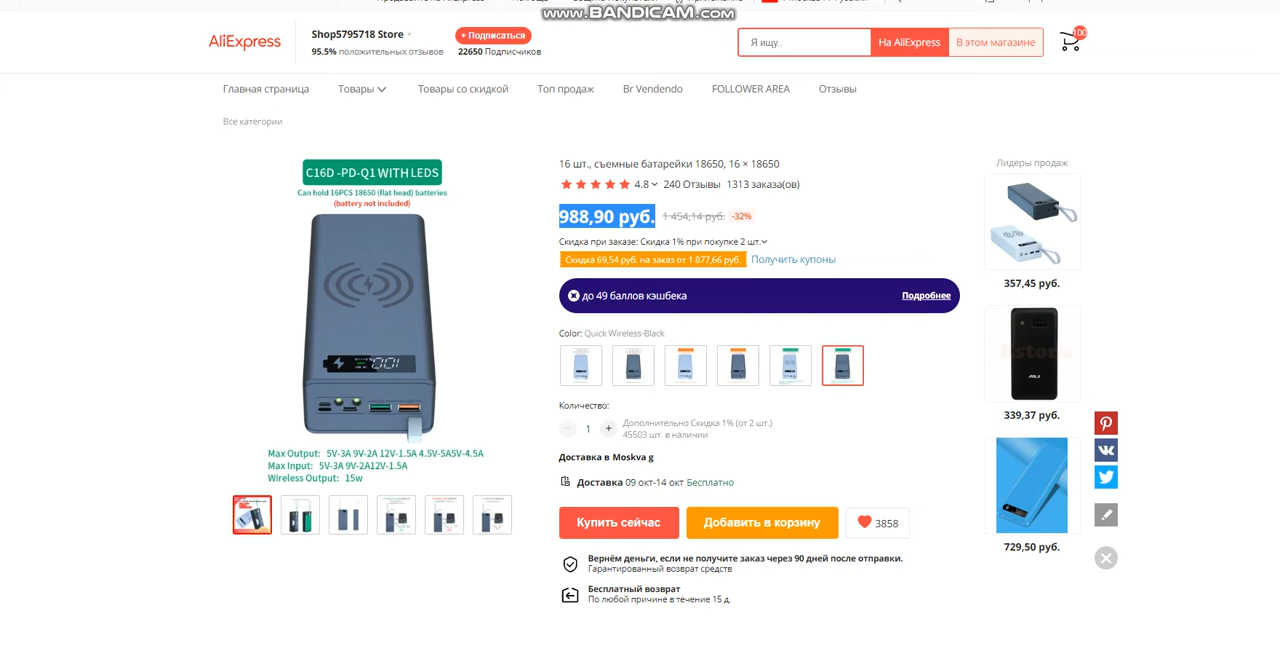 www.BANDICAM.com
AliExpress
Shop5795718 Store
95.5% положительных отзывов
+ Подписаться
22650 Подписчиков
Я ищу..
На AliExpress
В этом магазине
100
Главная страница
Товары
Товары со скидкой
Топ продаж
Br Vendendo
FOLLOWER AREA
Отзывы
Все категории
C16D -PD-Q1 WITH LEDS
Can hold 16PCS 18650 (flat head) batteries
(battery not included)
Max Output: 5V-3A 9V-2A 12V-1.5A 4.5V-5A5V-4.5A
Max Input: 5V-3A 9V-2A12V-1.5A
Wireless Output: 15w
16 шт., съемные батарейки 18650, 16 × 18650
4.8 240 Отзывы 1313 заказа(ов)
988,90 руб. 1 454,14 руб. -32%
Скидка при заказе: Скидка 1% при покупке 2 шт.
Скидка 69,54 руб. на заказ от 1 877,66 руб. Получить купоны
до 49 баллов кэшбека
Подробнее
Color: Quick Wireless-Black
Количество:
1
Дополнительно Скидка 1% (от 2 шт.)
45503 шт. в наличии
Доставка в Moskva g
Доставка 09 окт-14 окт Бесплатно
Купить сейчас
Добавить в корзину
3858
Вернём деньги, если не получите заказ через 90 дней после отправки.
Гарантированный возврат средств
Бесплатный возврат
По любой причине в течение 15 д.
Лидеры продаж
357,45 руб.
339,37 руб.
729,50 руб.